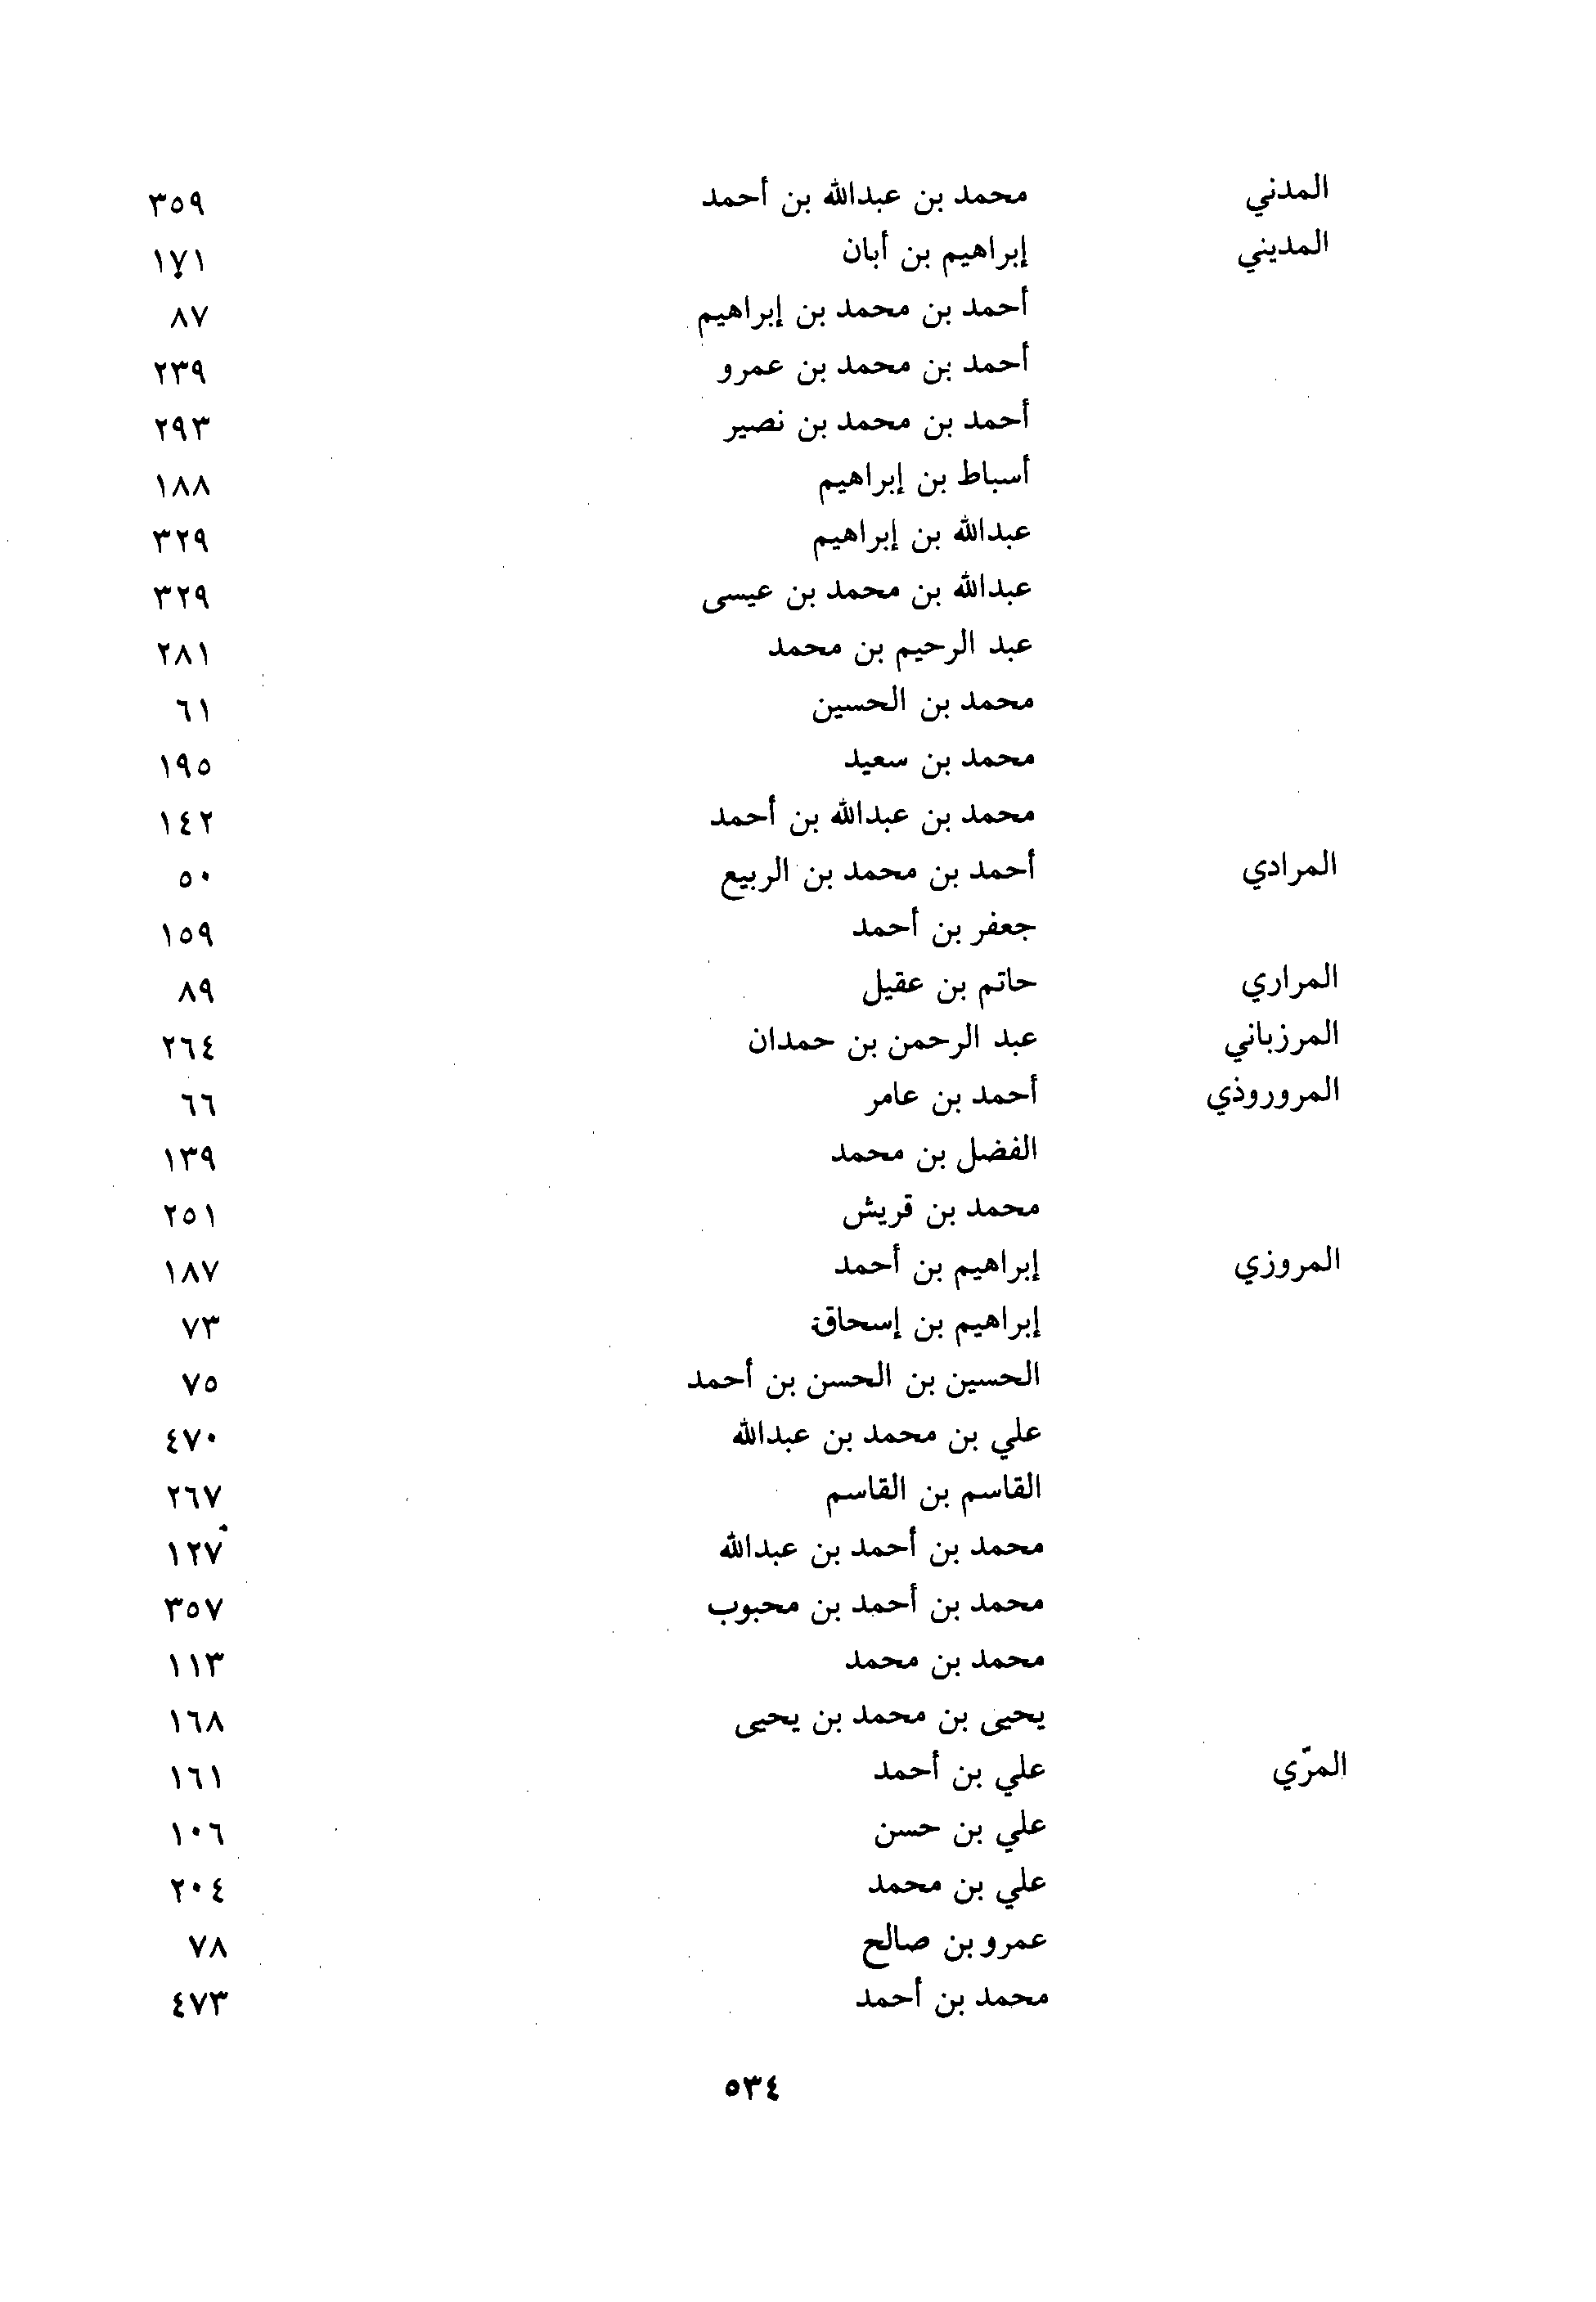 المدني محمد بن عبدالله بن أحمد ٣٥٩
المديني إبراهيم بن أبان ١٧١
أحمد بن محمد بن إبراهيم ٨٧
أحمد بن محمد بن عمرو ٢٣٩
أحمد بن محمد بن نصير ٢٩٣
أسباط بن إبراهيم ١٨٨
عبدالله بن إبراهيم ٣٢٩
عبدالله بن محمد بن عيسى ٣٢٩
عبد الرحيم بن محمد ٢٨١
محمد بن الحسين ٦١
محمد بن سعيد ١٩٥
محمد بن عبدالله بن أحمد ١٤٢
المرادي أحمد بن محمد بن الربيع ٥٠
جعفر بن أحمد ١٥٩
المراري حاتم بن عقيل ٨٩
المرزباني عبد الرحمن بن حمدان ٢٦٤
المروروذي أحمد بن عامر ٦٦
الفضل بن محمد ١٣٩
محمد بن قريش ٢٥١
المروزي إبراهيم بن أحمد ١٨٧
إبراهيم بن إسحاق ٧٣
الحسين بن الحسن بن أحمد ٧٥
علي بن محمد بن عبدالله ٤٧٠
القاسم بن القاسم ٢٦٧
محمد بن أحمد بن عبدالله ١٢٧
محمد بن أحمد بن محبوب ٣٥٧
محمد بن محمد ١١٣
يحيى بن محمد بن يحيى ١٦٨
المرّي علي بن أحمد ١٦١
علي بن حسن ١٠٦
علي بن محمد ٢٠٤
عمرو بن صالح ٧٨
محمد بن أحمد ٤٧٣
٥٣٤